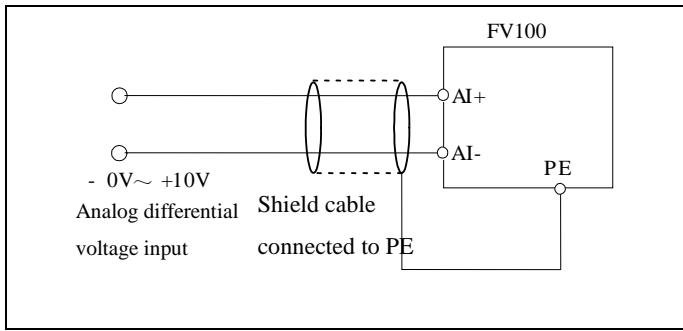 FV100
AI+
AI-
PE
- 0V～ +10V
Analog differential
voltage input
Shield cable
connected to PE